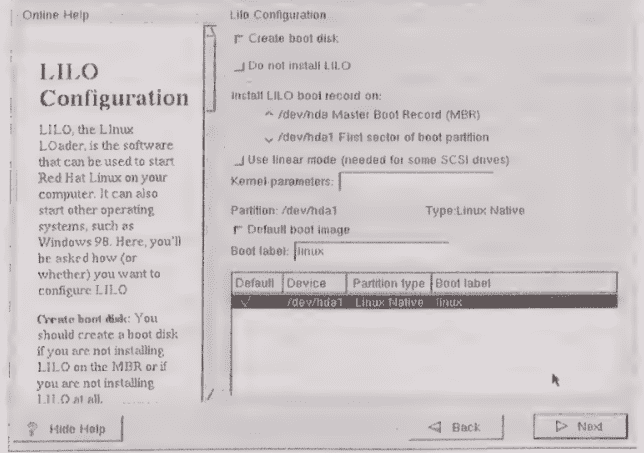 Online Help
LILO
Configuration
LILO, the LInux
LOader, is the software
that can be used to start
Red Hat Linux on your
computer. It can also
start other operating
systems, such as
Windows 98. Here, you'll
be asked how (or
whether) you want to
configure LILO
Create boot disk: You
should create a boot disk
if you are not installing
LILO on the MBR or if
you are not installing
LILO at all.
Lilo Configuration
Create boot disk
Do not install LILO
Install LILO boot record on:
/dev/hda Master Boot Record (MBR)
/dev/hda1 First sector of boot partition
Use linear mode (needed for some SCSI drives)
Kernel parameters:
Partition: /dev/hda1 Type:Linux Native
Default boot image
Boot label: linux
Default Device Partition type Boot label
/dev/hda1 Linux Native linux
Hide Help
Back
Next